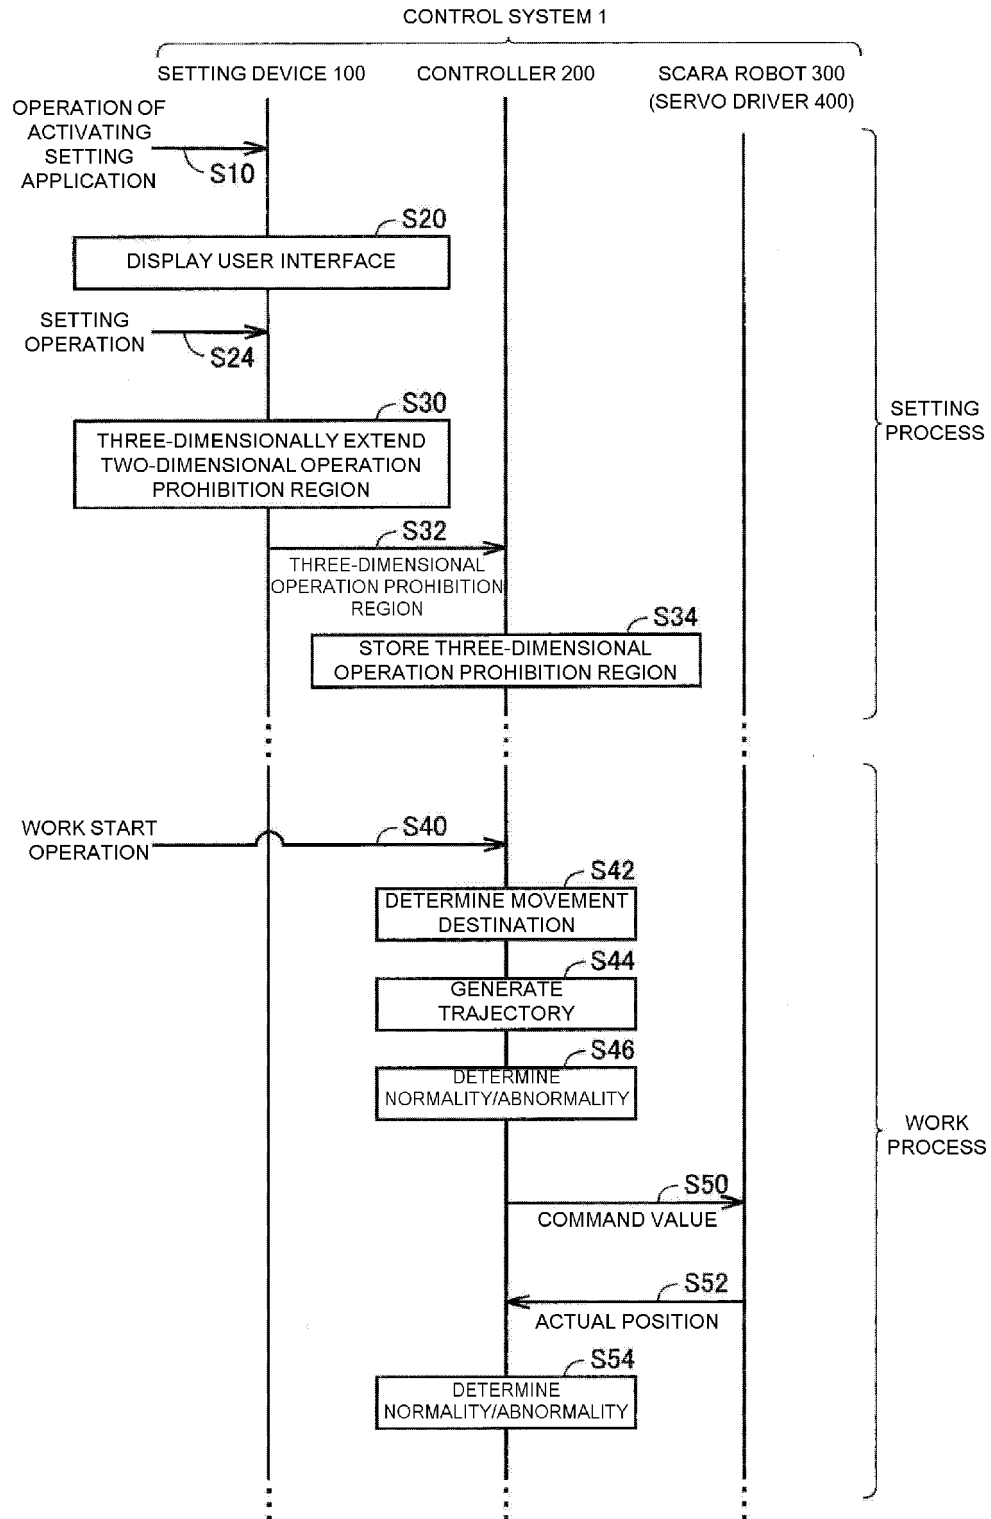 CONTROL SYSTEM 1
SETTING DEVICE 100
CONTROLLER 200
SCARA ROBOT 300
(SERVO DRIVER 400)
OPERATION OF
ACTIVATING
SETTING
APPLICATION
S10
S20
DISPLAY USER INTERFACE
SETTING
OPERATION
S24
S30
THREE-DIMENSIONALLY EXTEND
TWO-DIMENSIONAL OPERATION
PROHIBITION REGION
SETTING
PROCESS
S32
THREE-DIMENSIONAL
OPERATION PROHIBITION
REGION
S34
STORE THREE-DIMENSIONAL
OPERATION PROHIBITION REGION
WORK START
OPERATION
S40
S42
DETERMINE MOVEMENT
DESTINATION
S44
GENERATE
TRAJECTORY
S46
DETERMINE
NORMALITY/ABNORMALITY
WORK
PROCESS
S50
COMMAND VALUE
S52
ACTUAL POSITION
S54
DETERMINE
NORMALITY/ABNORMALITY